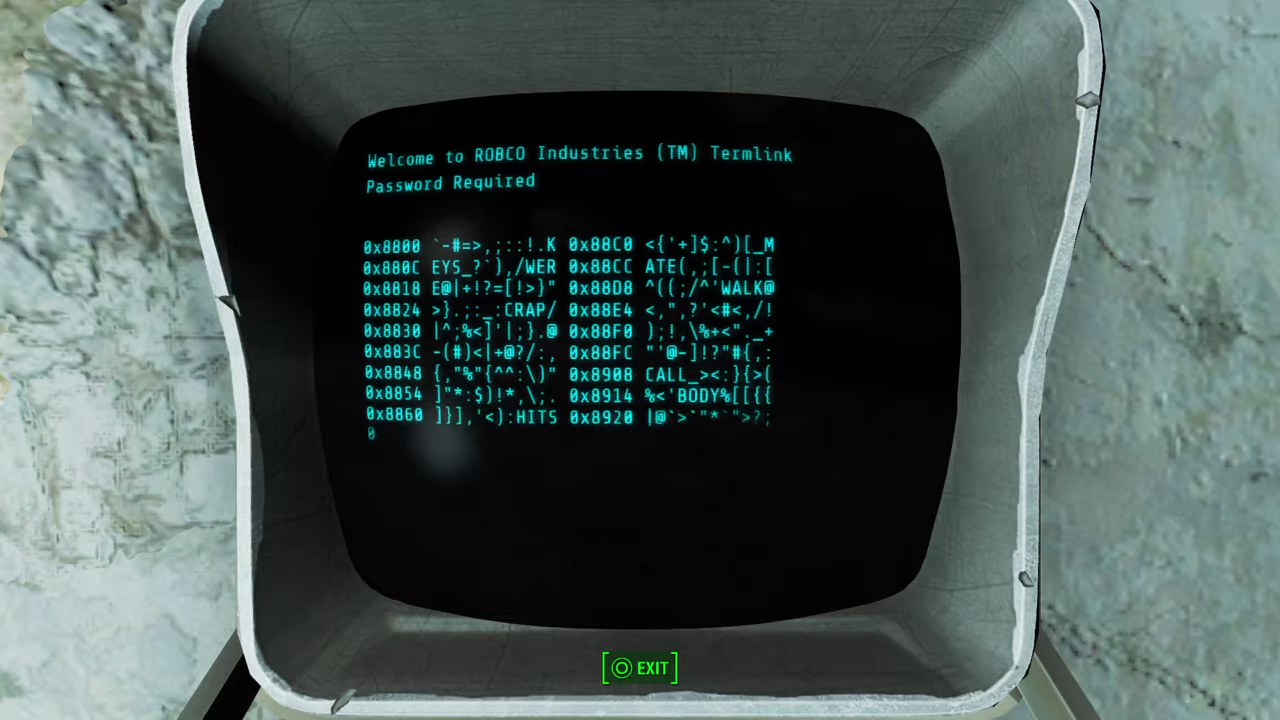 Welcome to ROBCO Industries (TM) Termlink
Password Required
0x8800 `-#=>,;::!.K 0x88C0 <{'+]$:^)[_M
0x880C EYS_?`),/WER 0x88CC ATE(,;[-(|:[
0x8818 E@|+!?=[!>}" 0x88D8 ^((;/^'WALK@
0x8824 >}.;:_:CRAP/ 0x88E4 <,",?'<#<,/!
0x8830 |^;%<]'|;}.@ 0x88F0 );!,\%+<"._+
0x883C -(#)<|+@?/:, 0x88FC "'@-]!?"#{,:
0x8848 {,"%"{^^:\)" 0x8908 CALL_><:}{>(
0x8854 ]"*:$)!*,\;. 0x8914 %<'BODY%[[{{
0x8860 ]}],'<):HITS 0x8920 |@`>`"*`">?;
0
EXIT